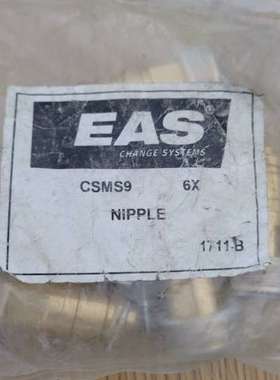 EAS
CHANGE SYSTEMS
CSMS9 6X
NIPPLE
1711-B